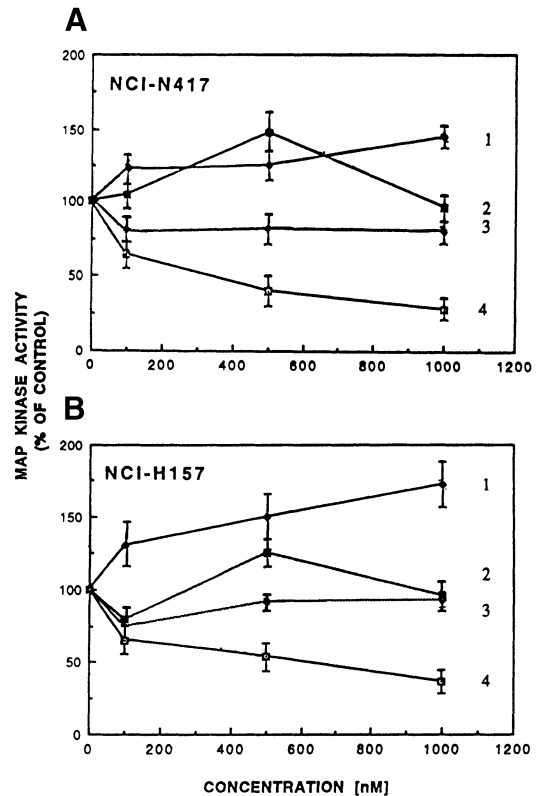 A
NCI-N417
200
150
100
50
0
0 200 400 600 800 1000 1200
1
2
3
4
MAP KINASE ACTIVITY
(% OF CONTROL)
B
NCI-H157
200
150
100
50
0
0 200 400 600 800 1000 1200
1
2
3
4
CONCENTRATION [nM]